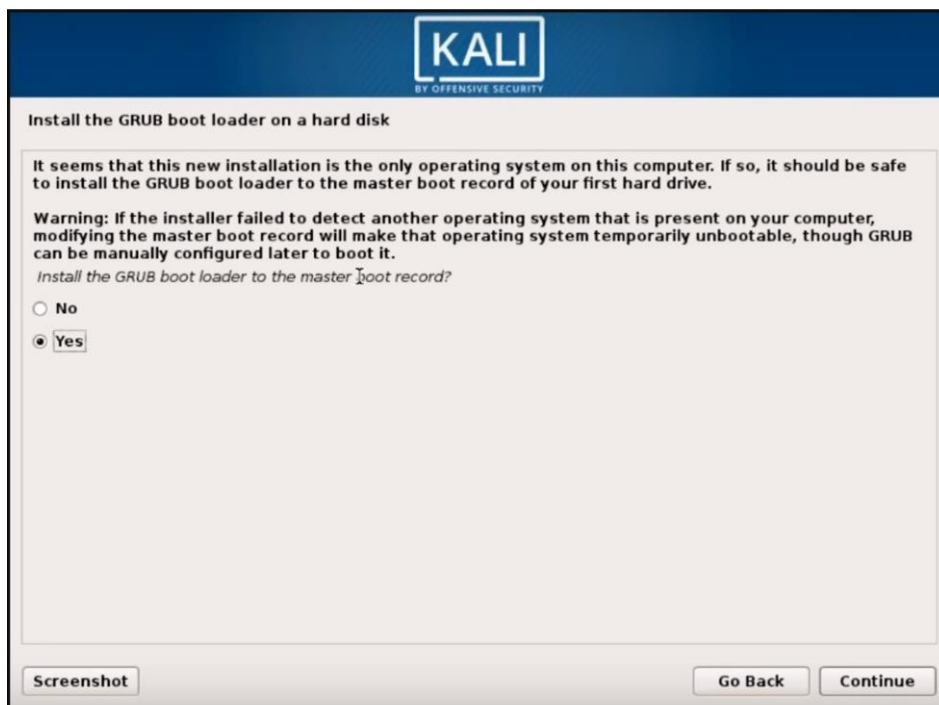 KALI
BY OFFENSIVE SECURITY
Install the GRUB boot loader on a hard disk
It seems that this new installation is the only operating system on this computer. If so, it should be safe
to install the GRUB boot loader to the master boot record of your first hard drive.
Warning: If the installer failed to detect another operating system that is present on your computer,
modifying the master boot record will make that operating system temporarily unbootable, though GRUB
can be manually configured later to boot it.
Install the GRUB boot loader to the master boot record?
No
Yes
Screenshot
Go Back
Continue